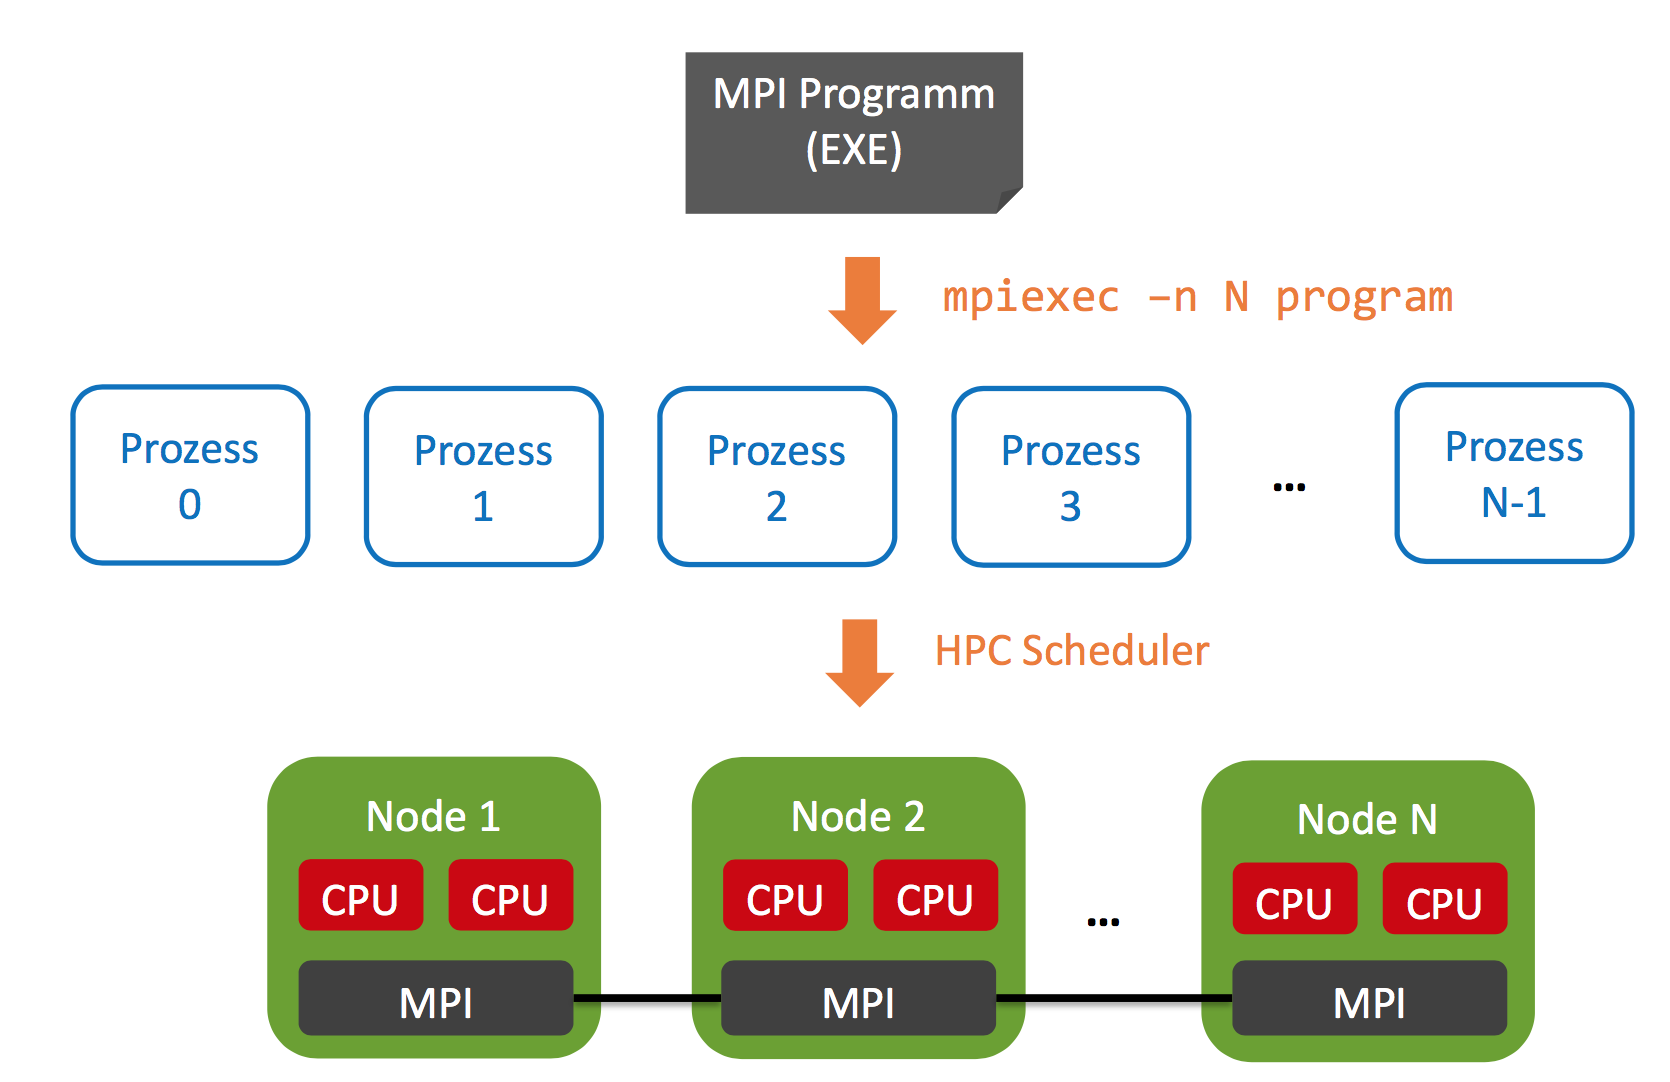 MPI Programm
(EXE)
mpiexec –n N program
Prozess
0
Prozess
1
Prozess
2
Prozess
3
...
Prozess
N-1
HPC Scheduler
Node 1
CPU CPU
MPI
Node 2
CPU CPU
MPI
...
Node N
CPU CPU
MPI